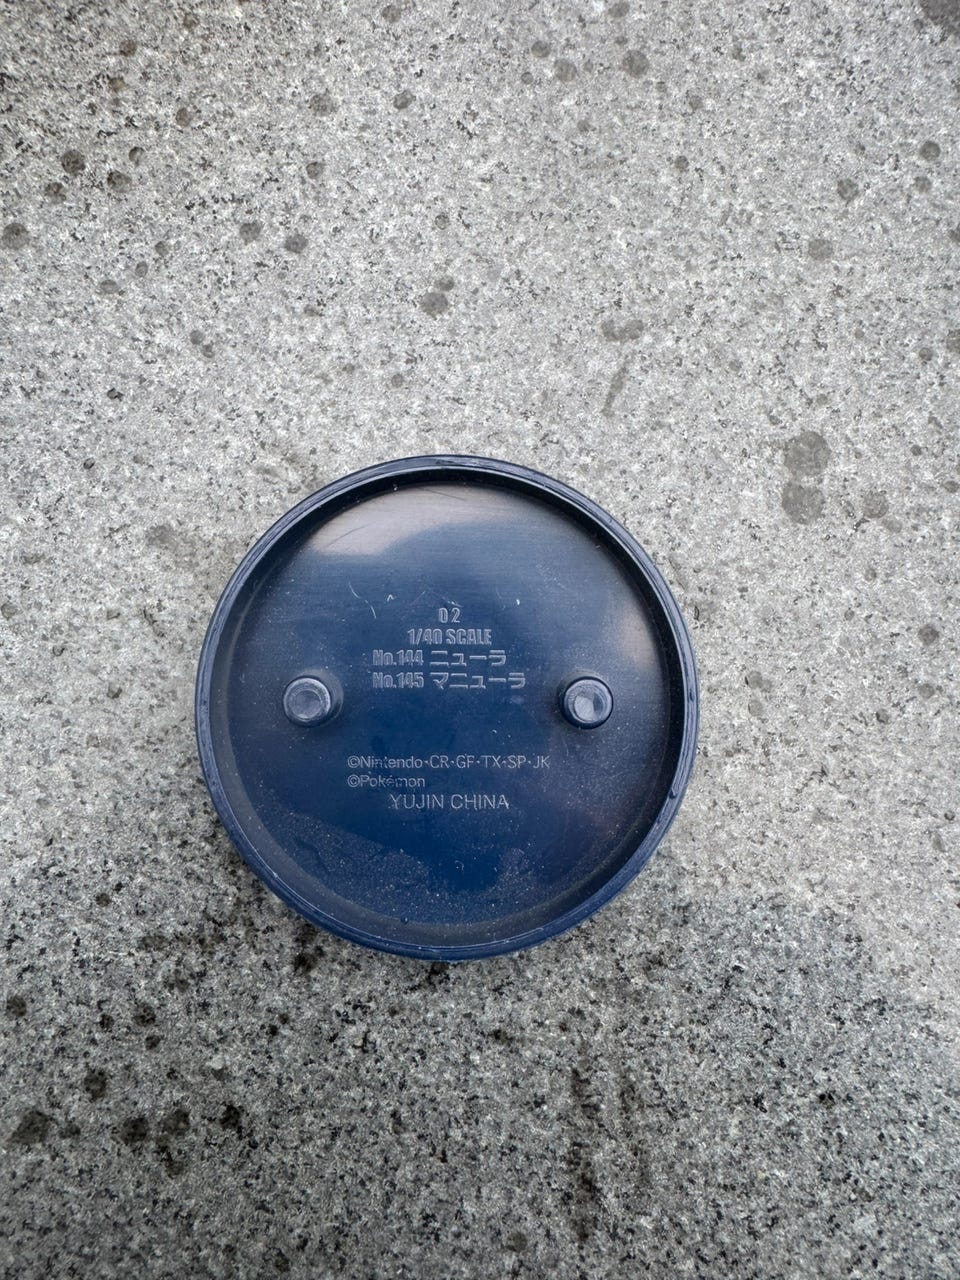 02
1/40 SCALE
No.144 ニューラ
No.145 マニューラ
©Nintendo・CR・GF・TX・SP・JK
©Pokémon
YUJIN CHINA